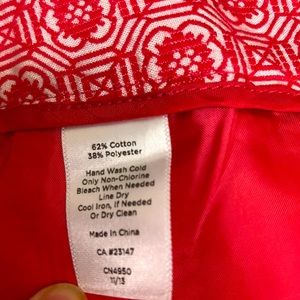 62% Cotton
38% Polyester
Hand Wash Cold
Only Non-Chlorine
Bleach When Needed
Line Dry
Cool Iron, If Needed
Or Dry Clean
Made In China
CA #23147
CN4950
11/13